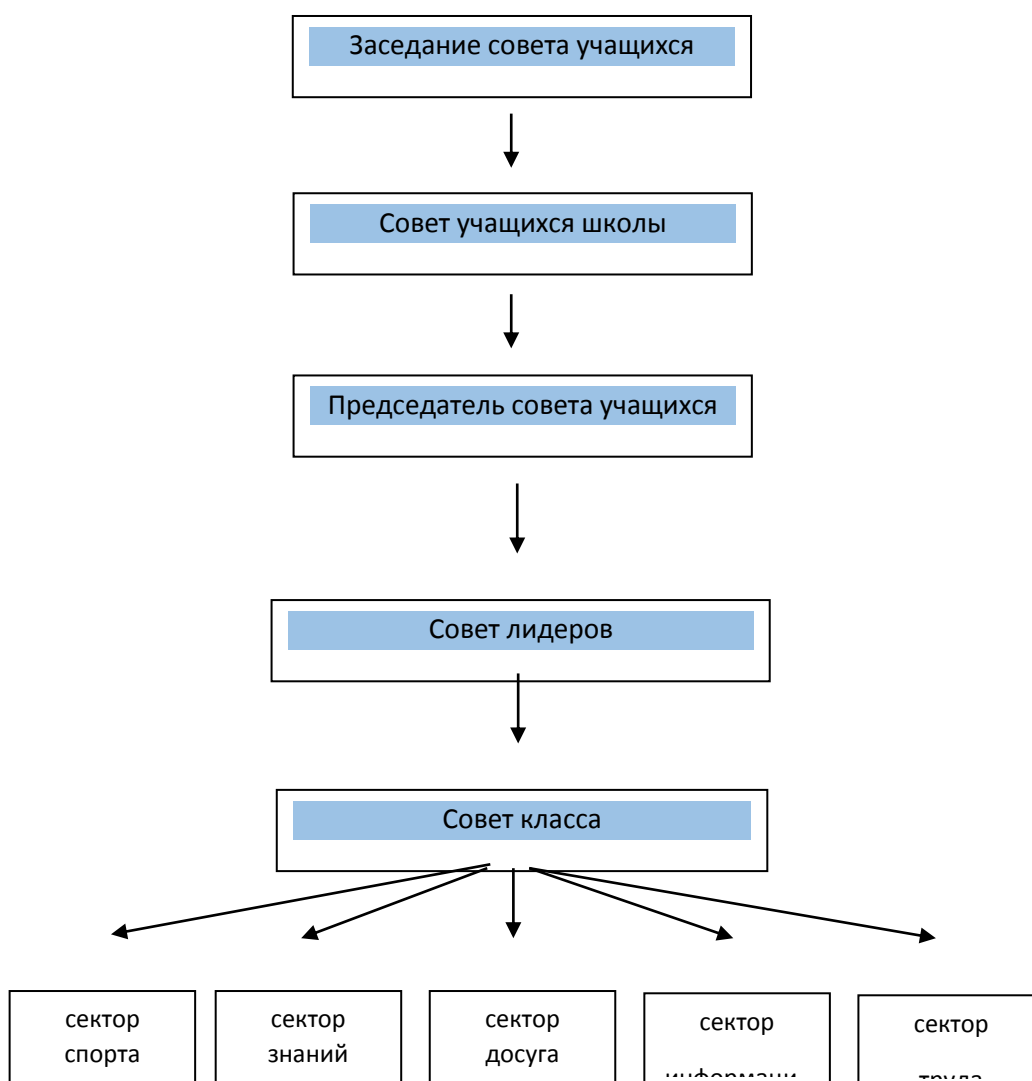 Заседание совета учащихся
Совет учащихся школы
Председатель совета учащихся
Совет лидеров
Совет класса
сектор
спорта
сектор
знаний
сектор
досуга
сектор
сектор
труда